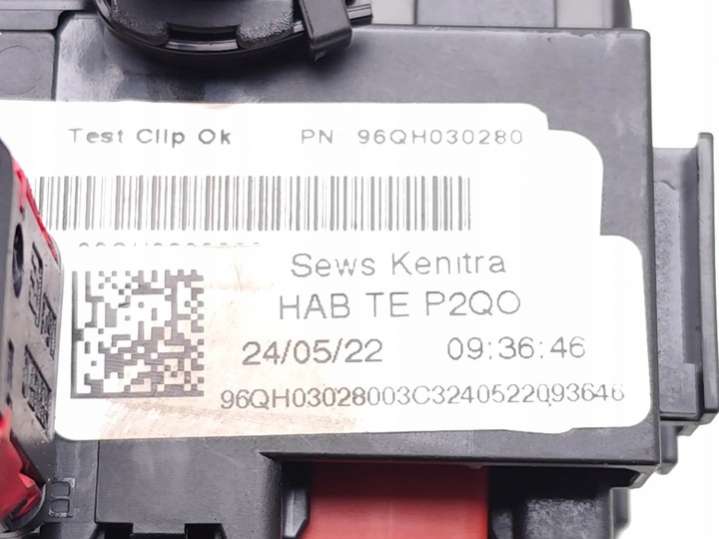 Test Clip Ok PN 96QH030280
Sews Kenitra
HAB TE P2QO
24/05/22 09:36:46
96QH03028003C3240522093646